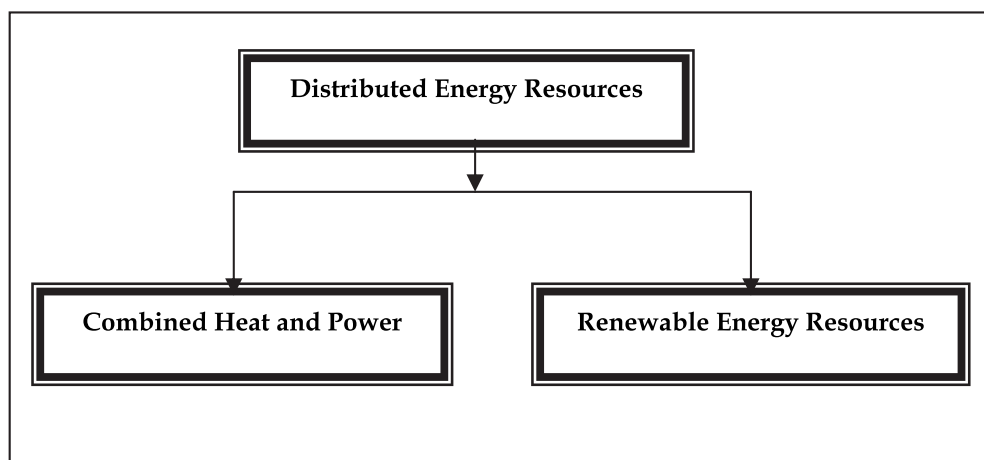 Distributed Energy Resources
Combined Heat and Power
Renewable Energy Resources